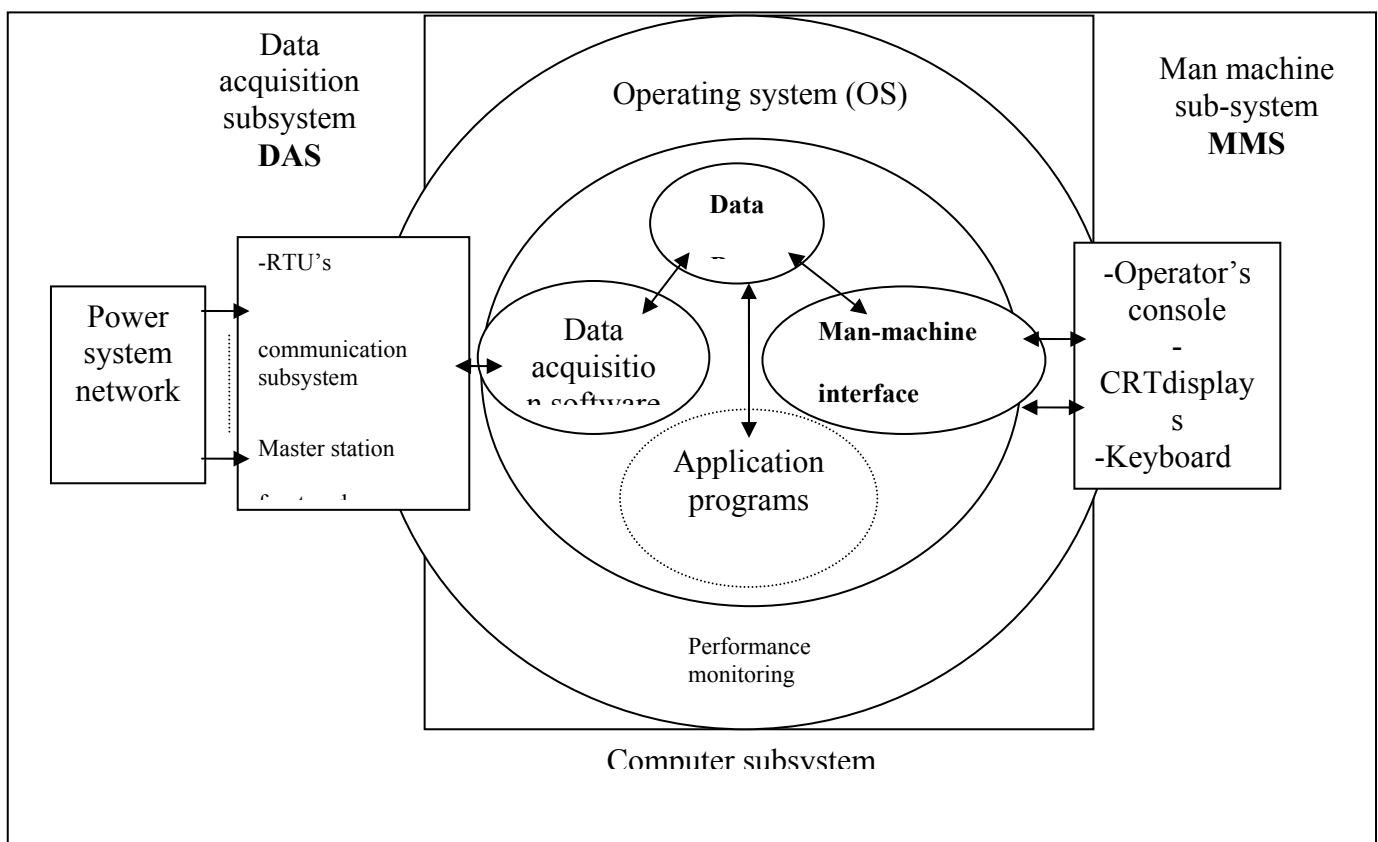 Data
acquisition
subsystem
DAS
Operating system (OS)
Man machine
sub-system
MMS
Data
-RTU's
communication
subsystem
Master station
Power
system
network
Data
acquisitio
n software
Man-machine
interface
Application
programs
-Operator's
console
-
CRTdisplay
s
-Keyboard
Performance
monitoring
Computer subsystem